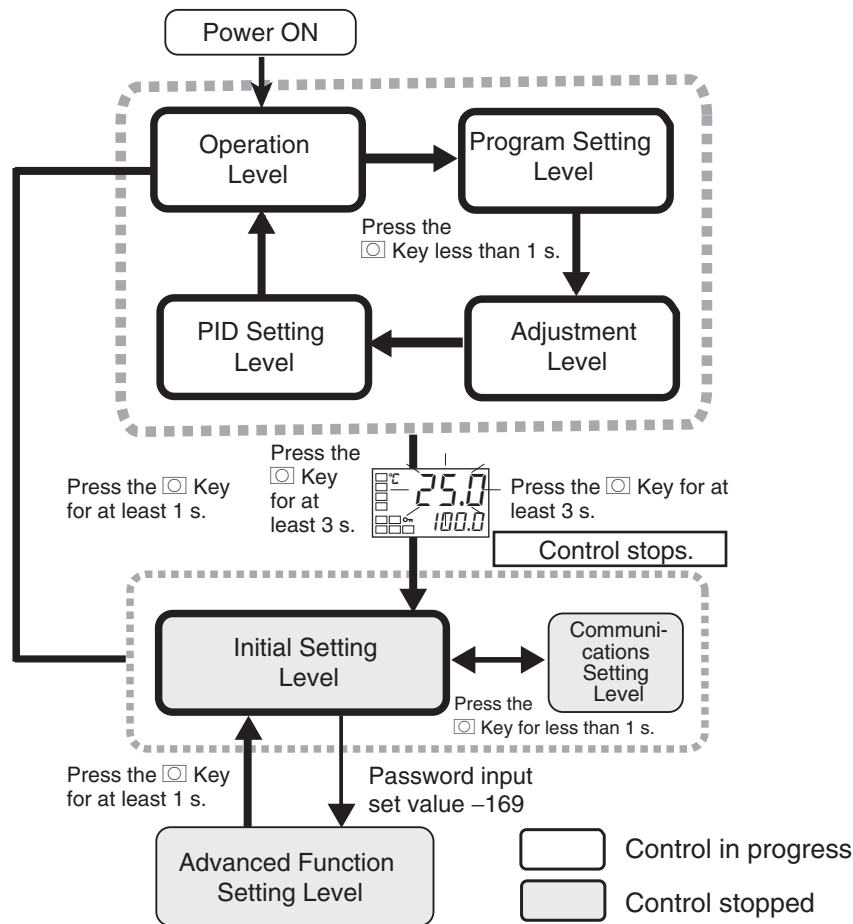 Power ON
Operation
Level
Program Setting
Level
Press the
Key less than 1 s.
PID Setting
Level
Adjustment
Level
Press the
Key
for at
least 3 s.
Press the Key
for at least 1 s.
°C
25.0
100.0
Press the Key for at
least 3 s.
Control stops.
Initial Setting
Level
Communi-
cations
Setting
Level
Press the
Key for less than 1 s.
Press the Key
for at least 1 s.
Password input
set value –169
Advanced Function
Setting Level
Control in progress
Control stopped